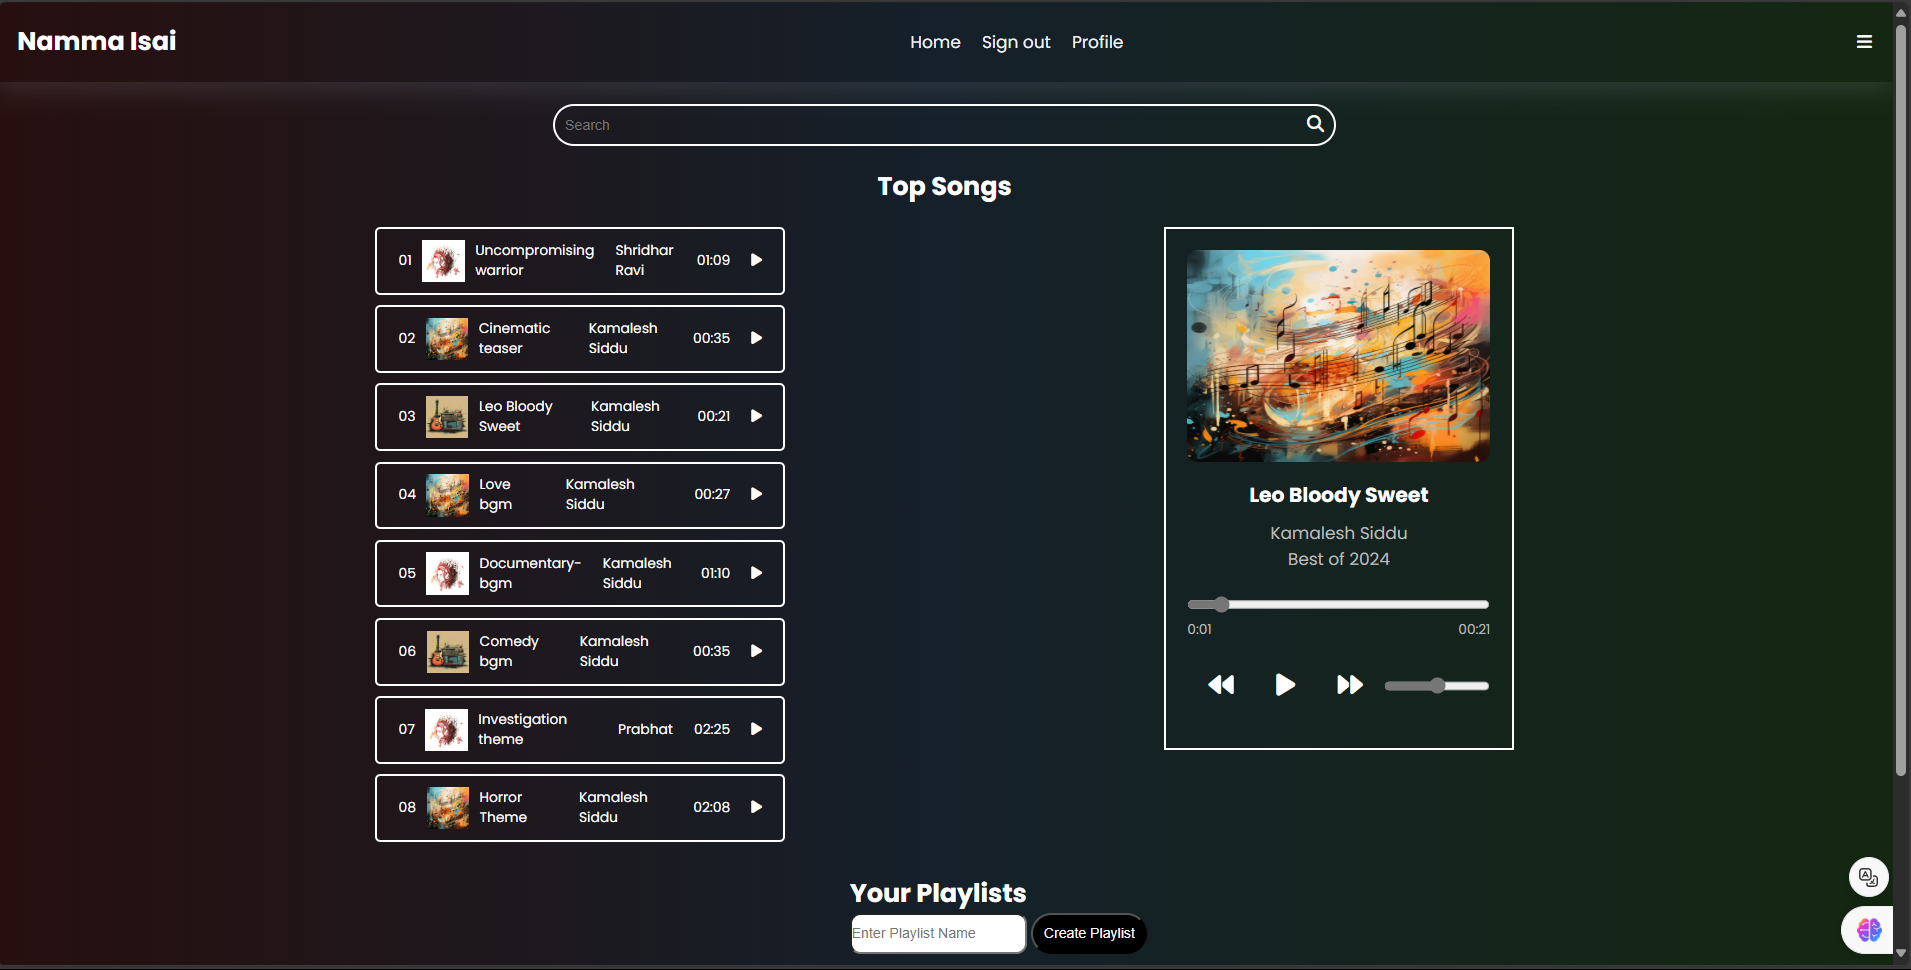 Namma Isai
Home Sign out Profile
Search
Top Songs
01 Uncompromising warrior Shridhar Ravi 01:09
02 Cinematic teaser Kamalesh Siddu 00:35
03 Leo Bloody Sweet Kamalesh Siddu 00:21
04 Love bgm Kamalesh Siddu 00:27
05 Documentary-bgm Kamalesh Siddu 01:10
06 Comedy bgm Kamalesh Siddu 00:35
07 Investigation theme Prabhat 02:25
08 Horror Theme Kamalesh Siddu 02:08
Leo Bloody Sweet
Kamalesh Siddu
Best of 2024
0:01 00:21
Your Playlists
Enter Playlist Name Create Playlist